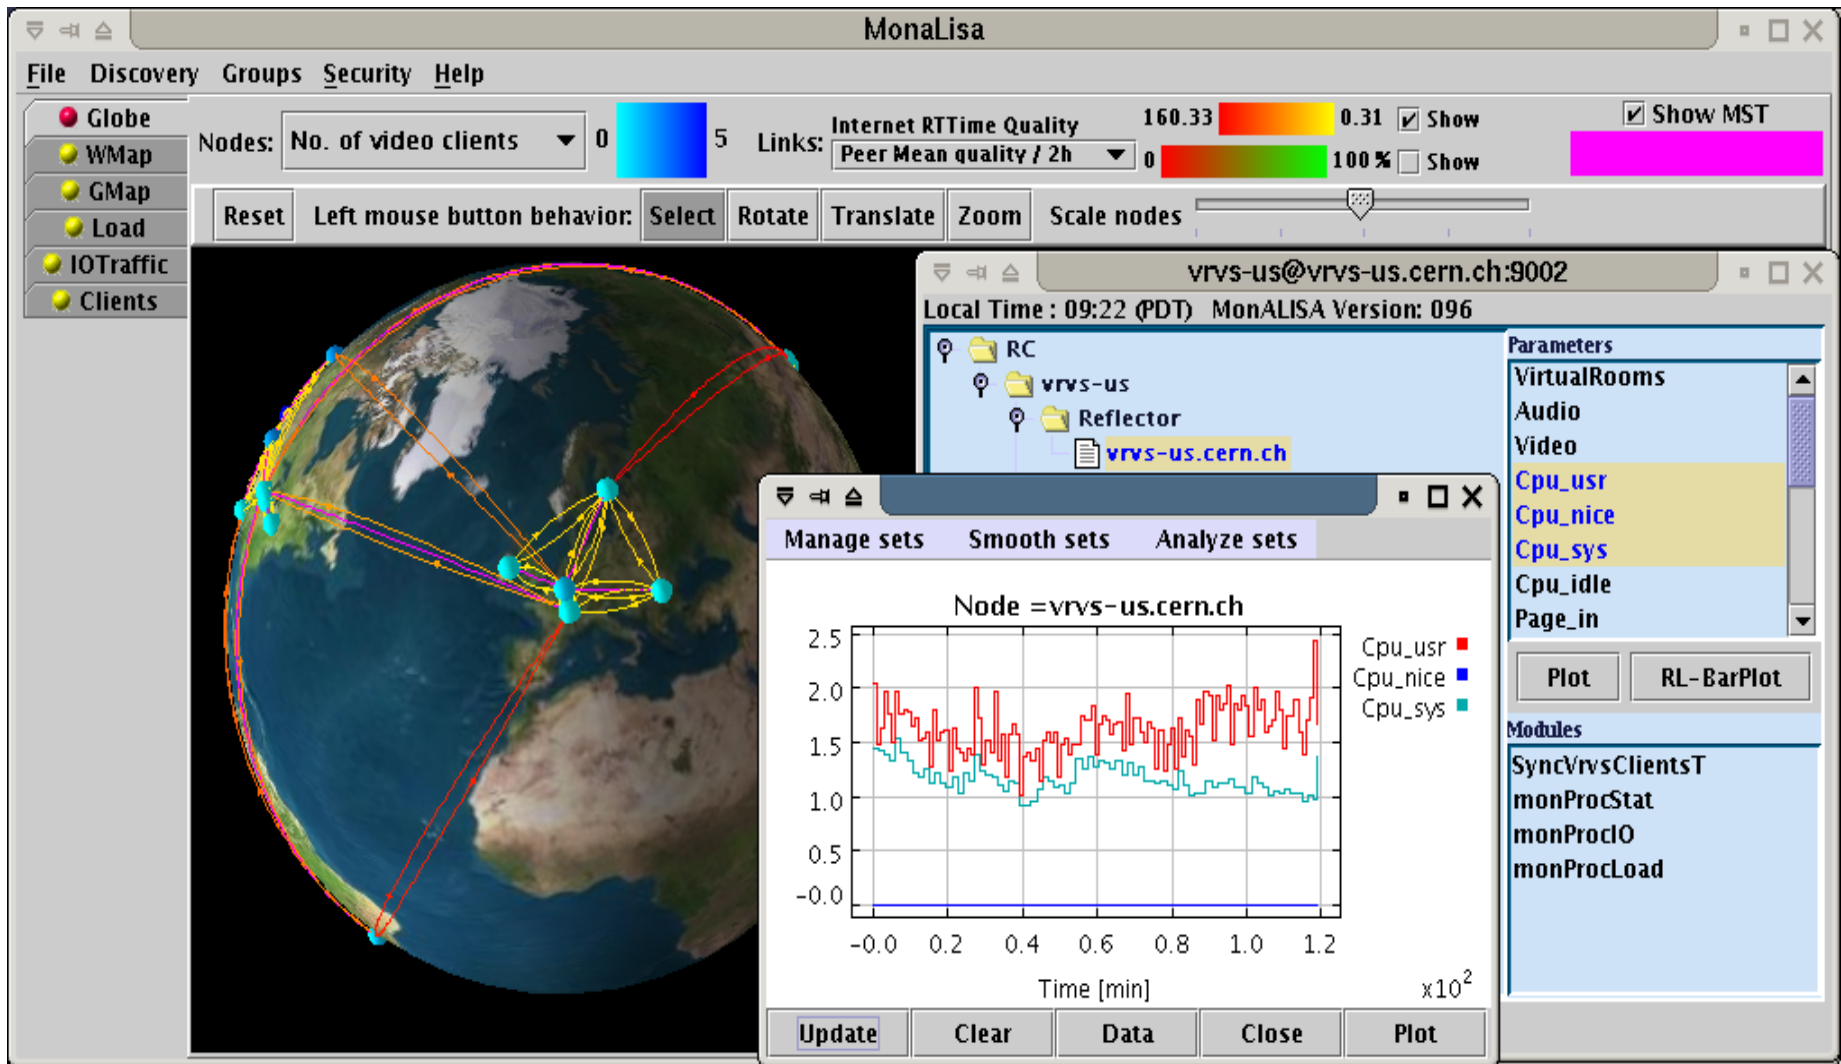 MonaLisa
File Discovery Groups Security Help
Globe
WMap
GMap
Load
IOTraffic
Clients
Nodes: No. of video clients 0 5 Links: Internet RTTime Quality 160.33 0.31 Show Show MST
Peer Mean quality / 2h 0 100 % Show
Reset Left mouse button behavior: Select Rotate Translate Zoom Scale nodes
vrvs-us@vrvs-us.cern.ch:9002
Local Time : 09:22 (PDT) MonALISA Version: 096
RC
vrvs-us
Reflector
vrvs-us.cern.ch
Parameters
VirtualRooms
Audio
Video
Cpu_usr
Cpu_nice
Cpu_sys
Cpu_idle
Page_in
Plot RL-BarPlot
Modules
SyncVrvsClientsT
monProcStat
monProcIO
monProcLoad
Manage sets Smooth sets Analyze sets
Node =vrvs-us.cern.ch
2.5
2.0
1.5
1.0
0.5
-0.0
Cpu_usr
Cpu_nice
Cpu_sys
-0.0 0.2 0.4 0.6 0.8 1.0 1.2
Time [min] x10²
Update Clear Data Close Plot